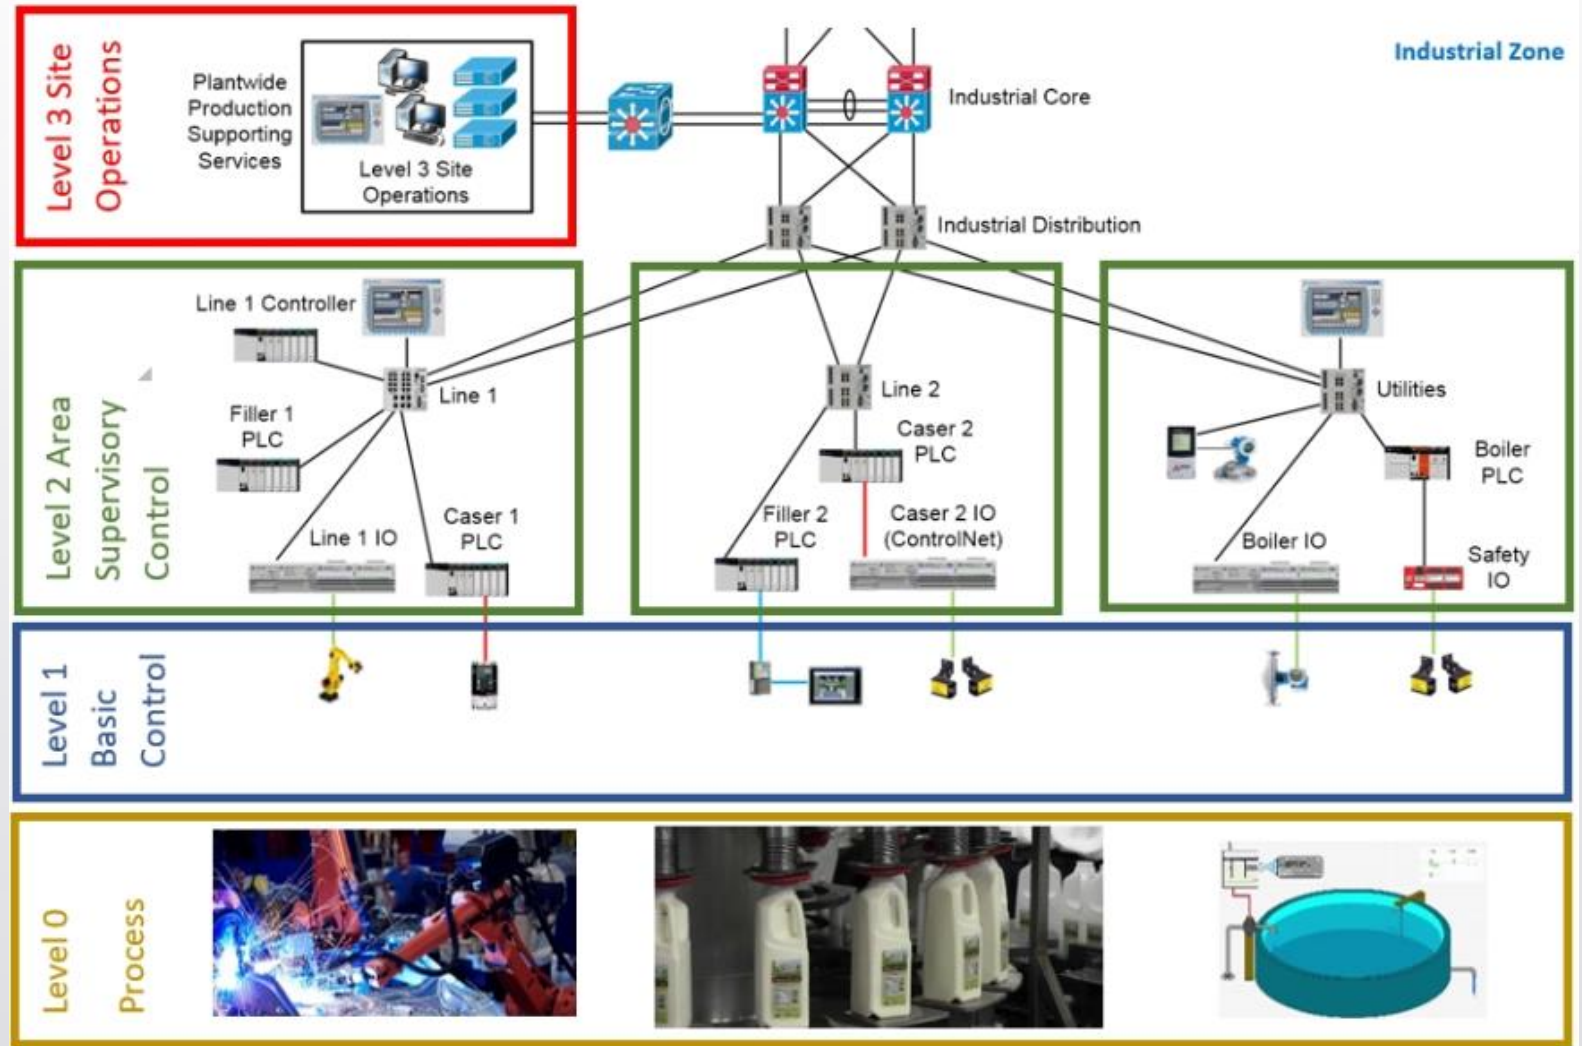 Level 3 Site
Operations
Plantwide
Production
Supporting
Services
Level 3 Site
Operations
Industrial Core
Industrial Zone
Industrial Distribution
Level 2 Area
Supervisory
Control
Line 1 Controller
Line 1
Filler 1
PLC
Line 1 IO
Caser 1
PLC
Line 2
Caser 2
PLC
Filler 2
PLC
Caser 2 IO
(ControlNet)
Utilities
Boiler
PLC
Boiler IO
Safety
IO
Level 1
Basic
Control
Level 0
Process